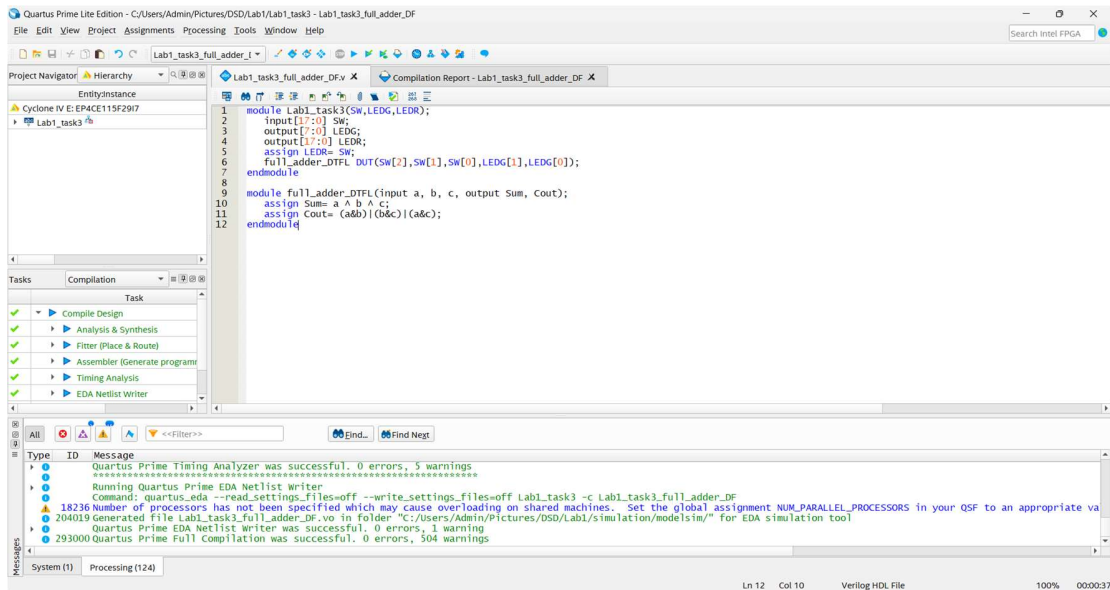 Quartus Prime Lite Edition - C:/Users/Admin/Pictures/DSD/Lab1/Lab1_task3 - Lab1_task3_full_adder_DF
File Edit View Project Assignments Processing Tools Window Help
Search Intel FPGA
Lab1_task3_full_adder_[
Project Navigator Hierarchy
Lab1_task3_full_adder_DF.v
Compilation Report - Lab1_task3_full_adder_DF
Entity:Instance
Cyclone IV E: EP4CE115F29I7
Lab1_task3
1 module Lab1_task3(SW,LEDG,LEDR);
2 input[17:0] SW;
3 output[7:0] LEDG;
4 output[17:0] LEDR;
5 assign LEDR= SW;
6 full_adder_DTFL DUT(SW[2],SW[1],SW[0],LEDG[1],LEDG[0]);
7 endmodule
8
9 module full_adder_DTFL(input a, b, c, output Sum, Cout);
10 assign Sum= a ^ b ^ c;
11 assign Cout= (a&b)|(b&c)|(a&c);
12 endmodule
Tasks Compilation
Task
Compile Design
Analysis & Synthesis
Fitter (Place & Route)
Assembler (Generate programm
Timing Analysis
EDA Netlist Writer
All <<Filter>> Find... Find Next
Type ID Message
Quartus Prime Timing Analyzer was successful. 0 errors, 5 warnings
Running Quartus Prime EDA Netlist Writer
Command: quartus_eda --read_settings_files=off --write_settings_files=off Lab1_task3 -c Lab1_task3_full_adder_DF
18236 Number of processors has not been specified which may cause overloading on shared machines. Set the global assignment NUM_PARALLEL_PROCESSORS in your QSF to an appropriate va
204019 Generated file Lab1_task3_full_adder_DF.vo in folder "C:/Users/Admin/Pictures/DSD/Lab1/simulation/modelsim/" for EDA simulation tool
Quartus Prime EDA Netlist Writer was successful. 0 errors, 1 warning
293000 Quartus Prime Full Compilation was successful. 0 errors, 504 warnings
Messages
System (1) Processing (124)
Ln 12 Col 10 Verilog HDL File 100% 00:00:37